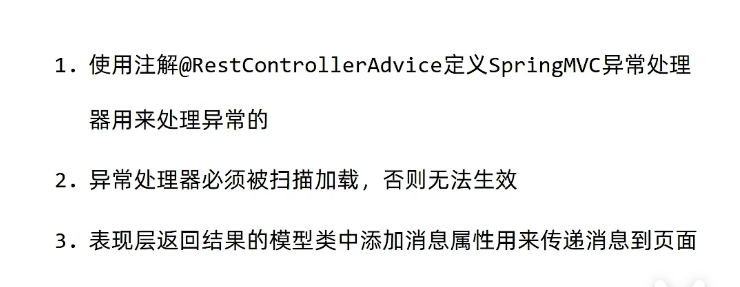 1. 使用注解@RestControllerAdvice定义SpringMVC异常处理
器用来处理异常的
2. 异常处理器必须被扫描加载，否则无法生效
3. 表现层返回结果的模型类中添加消息属性用来传递消息到页面